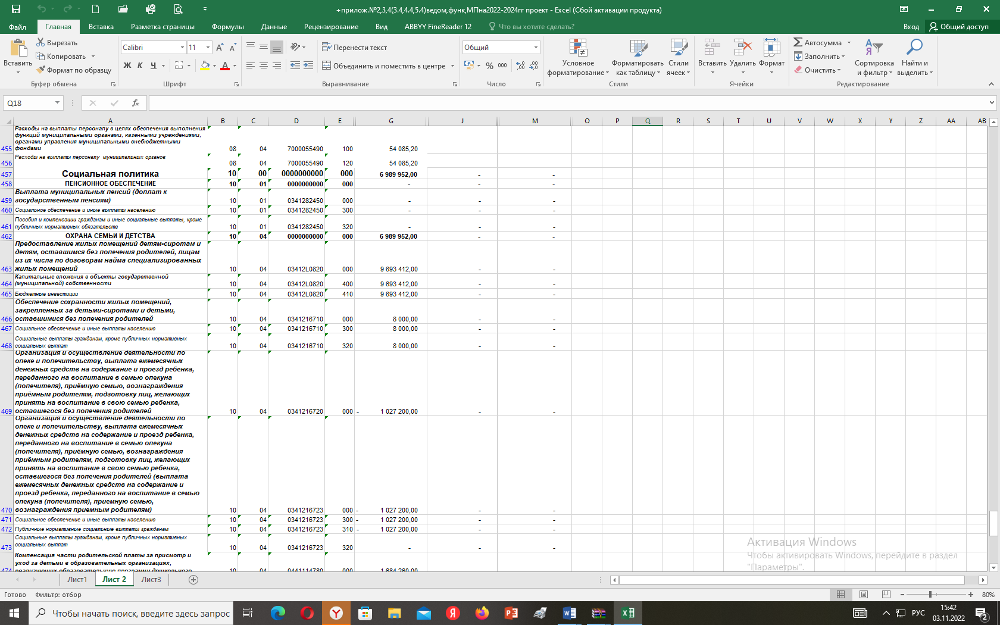 +прилож.№2,3,4(3.4,4.4,5.4)ведом,функ,МПна2022-2024гг проект - Excel (Сбой активации продукта)
Файл Главная Вставка Разметка страницы Формулы Данные Рецензирование Вид ABBYY FineReader 12 Что вы хотите сделать? Вход Общий доступ
Вставить
Вырезать
Копировать
Формат по образцу
Буфер обмена
Calibri 11
Ж К Ч
Шрифт
Перенести текст
Объединить и поместить в центре
Выравнивание
Общий
% 000
Число
Условное форматирование
Форматировать как таблицу
Стили ячеек
Стили
Вставить Удалить Формат
Ячейки
Автосумма
Заполнить
Очистить
Сортировка и фильтр
Найти и выделить
Редактирование
Q18 fx
A B C D E G J M O P Q R S T U V W X Y Z AA AB
Расходы на выплаты персоналу в целях обеспечения выполнения
функций муниципальными органами, казенными учреждениями,
органами управления муниципальными внебюджетными
455 фондами 08 04 7000055490 100 54 085,20
Расходы на выплаты персоналу муниципальных органов
456 08 04 7000055490 120 54 085,20
457 Социальная политика 10 00 0000000000 000 6 989 952,00 - -
458 ПЕНСИОННОЕ ОБЕСПЕЧЕНИЕ 10 01 0000000000 000 - - -
Выплата муниципальных пенсий (доплат к
459 государственным пенсиям) 10 01 0341282450 000 - - -
460 Социальное обеспечение и иные выплаты населению 10 01 0341282450 300 - - -
Пособия и компенсации гражданам и иные социальные выплаты, кроме
461 публичных нормативных обязательств 10 01 0341282450 320 - - -
462 ОХРАНА СЕМЬИ И ДЕТСТВА 10 04 0000000000 000 6 989 952,00 - -
Предоставление жилых помещений детям-сиротам и
детям, оставшимся без попечения родителей, лицам
из их числа по договорам найма специализированных
463 жилых помещений 10 04 03412L0820 000 9 693 412,00 - -
Капитальные вложения в объекты государственной
464 (муниципальной) собственности 10 04 03412L0820 400 9 693 412,00 - -
465 Бюджетные инвестиции 10 04 03412L0820 410 9 693 412,00 - -
Обеспечение сохранности жилых помещений,
закрепленных за детьми-сиротами и детьми,
466 оставшимися без попечения родителей 10 04 0341216710 000 8 000,00 - -
467 Социальное обеспечение и иные выплаты населению 10 04 0341216710 300 8 000,00 - -
Социальные выплаты гражданам, кроме публичных нормативных
468 социальных выплат 10 04 0341216710 320 8 000,00 - -
Организация и осуществление деятельности по
опеке и попечительству, выплата ежемесячных
денежных средств на содержание и проезд ребенка,
переданного на воспитание в семью опекуна
(попечителя), приёмную семью, вознаграждения
приёмным родителям, подготовку лиц, желающих
принять на воспитание в свою семью ребенка,
469 оставшегося без попечения родителей 10 04 0341216720 000 - 1 027 200,00 - -
Организация и осуществление деятельности по
опеке и попечительству, выплата ежемесячных
денежных средств на содержание и проезд ребенка,
переданного на воспитание в семью опекуна
(попечителя), приёмную семью, вознаграждения
приёмным родителям, подготовку лиц, желающих
принять на воспитание в свою семью ребенка,
оставшегося без попечения родителей (выплата
ежемесячных денежных средств на содержание и
проезд ребенка, переданного на воспитание в семью
опекуна (попечителя), приемную семью,
470 вознаграждения приемным родителям) 10 04 0341216723 000 - 1 027 200,00 - -
471 Социальное обеспечение и иные выплаты населению 10 04 0341216723 300 - 1 027 200,00 - -
472 Публичные нормативные социальные выплаты гражданам 10 04 0341216723 310 - 1 027 200,00 - -
Социальные выплаты гражданам, кроме публичных нормативных
473 социальных выплат 10 04 0341216723 320 - - -
Компенсация части родительской платы за присмотр и
уход за детьми в образовательных организациях,
474 реализующих образовательную программу дошкольного 10 04 0441114780 000 1 684 260,00
Активация Windows
Чтобы активировать Windows, перейдите в раздел
"Параметры".
Лист1 Лист 2 Лист3
Готово Фильтр: отбор 80%
Чтобы начать поиск, введите здесь запрос
РУС 15:42
03.11.2022 2